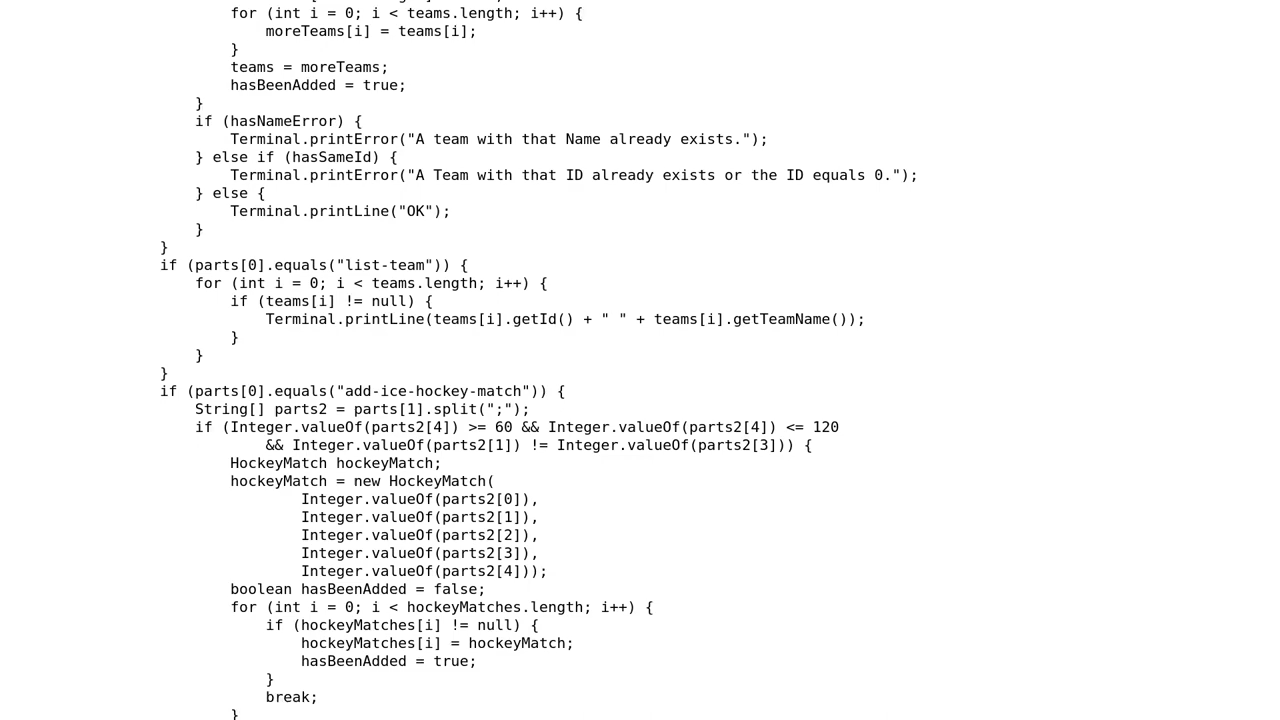 for (int i = 0; i < teams.length; i++) {
moreTeams[i] = teams[i];
}
teams = moreTeams;
hasBeenAdded = true;
}
if (hasNameError) {
Terminal.printError("A team with that Name already exists.");
} else if (hasSameId) {
Terminal.printError("A Team with that ID already exists or the ID equals 0.");
} else {
Terminal.printLine("OK");
}
}
if (parts[0].equals("list-team")) {
for (int i = 0; i < teams.length; i++) {
if (teams[i] != null) {
Terminal.printLine(teams[i].getId() + " " + teams[i].getTeamName());
}
}
}
if (parts[0].equals("add-ice-hockey-match")) {
String[] parts2 = parts[1].split(";");
if (Integer.valueOf(parts2[4]) >= 60 && Integer.valueOf(parts2[4]) <= 120
&& Integer.valueOf(parts2[1]) != Integer.valueOf(parts2[3])) {
HockeyMatch hockeyMatch;
hockeyMatch = new HockeyMatch(
Integer.valueOf(parts2[0]),
Integer.valueOf(parts2[1]),
Integer.valueOf(parts2[2]),
Integer.valueOf(parts2[3]),
Integer.valueOf(parts2[4]));
boolean hasBeenAdded = false;
for (int i = 0; i < hockeyMatches.length; i++) {
if (hockeyMatches[i] != null) {
hockeyMatches[i] = hockeyMatch;
hasBeenAdded = true;
}
break;
}